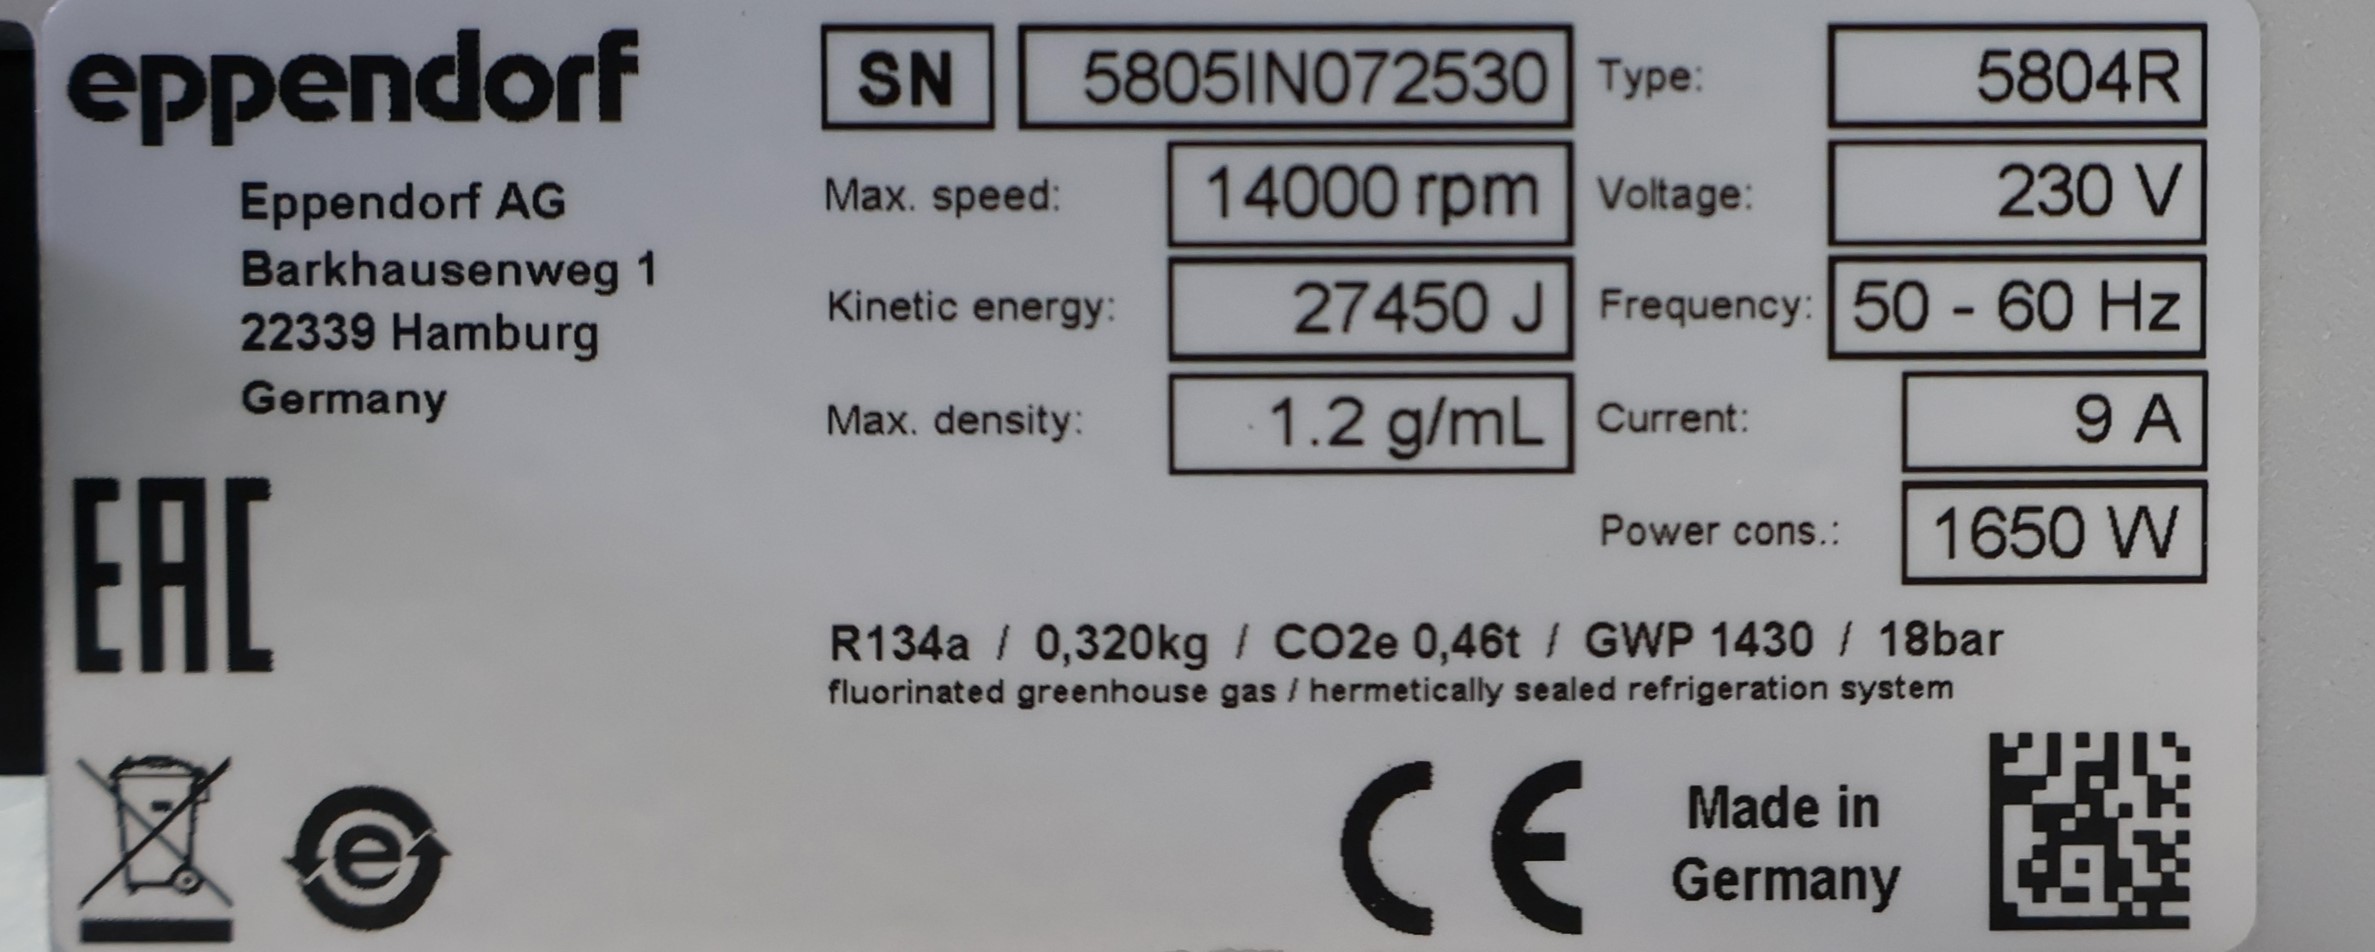 eppendorf
Eppendorf AG
Barkhausenweg 1
22339 Hamburg
Germany
SN 5805IN072530 Type: 5804R
Max. speed: 14000 rpm Voltage: 230 V
Kinetic energy: 27450 J Frequency: 50 - 60 Hz
Max. density: 1.2 g/mL Current: 9 A
Power cons.: 1650 W
R134a / 0,320kg / CO2e 0,46t / GWP 1430 / 18bar
fluorinated greenhouse gas / hermetically sealed refrigeration system
EAC
e
CE
Made in
Germany